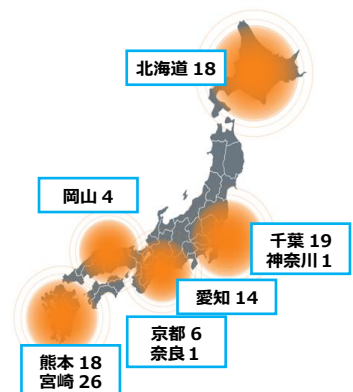 北海道 18
岡山 4
千葉 19
神奈川 1
愛知 14
京都 6
奈良 1
熊本 18
宮崎 26